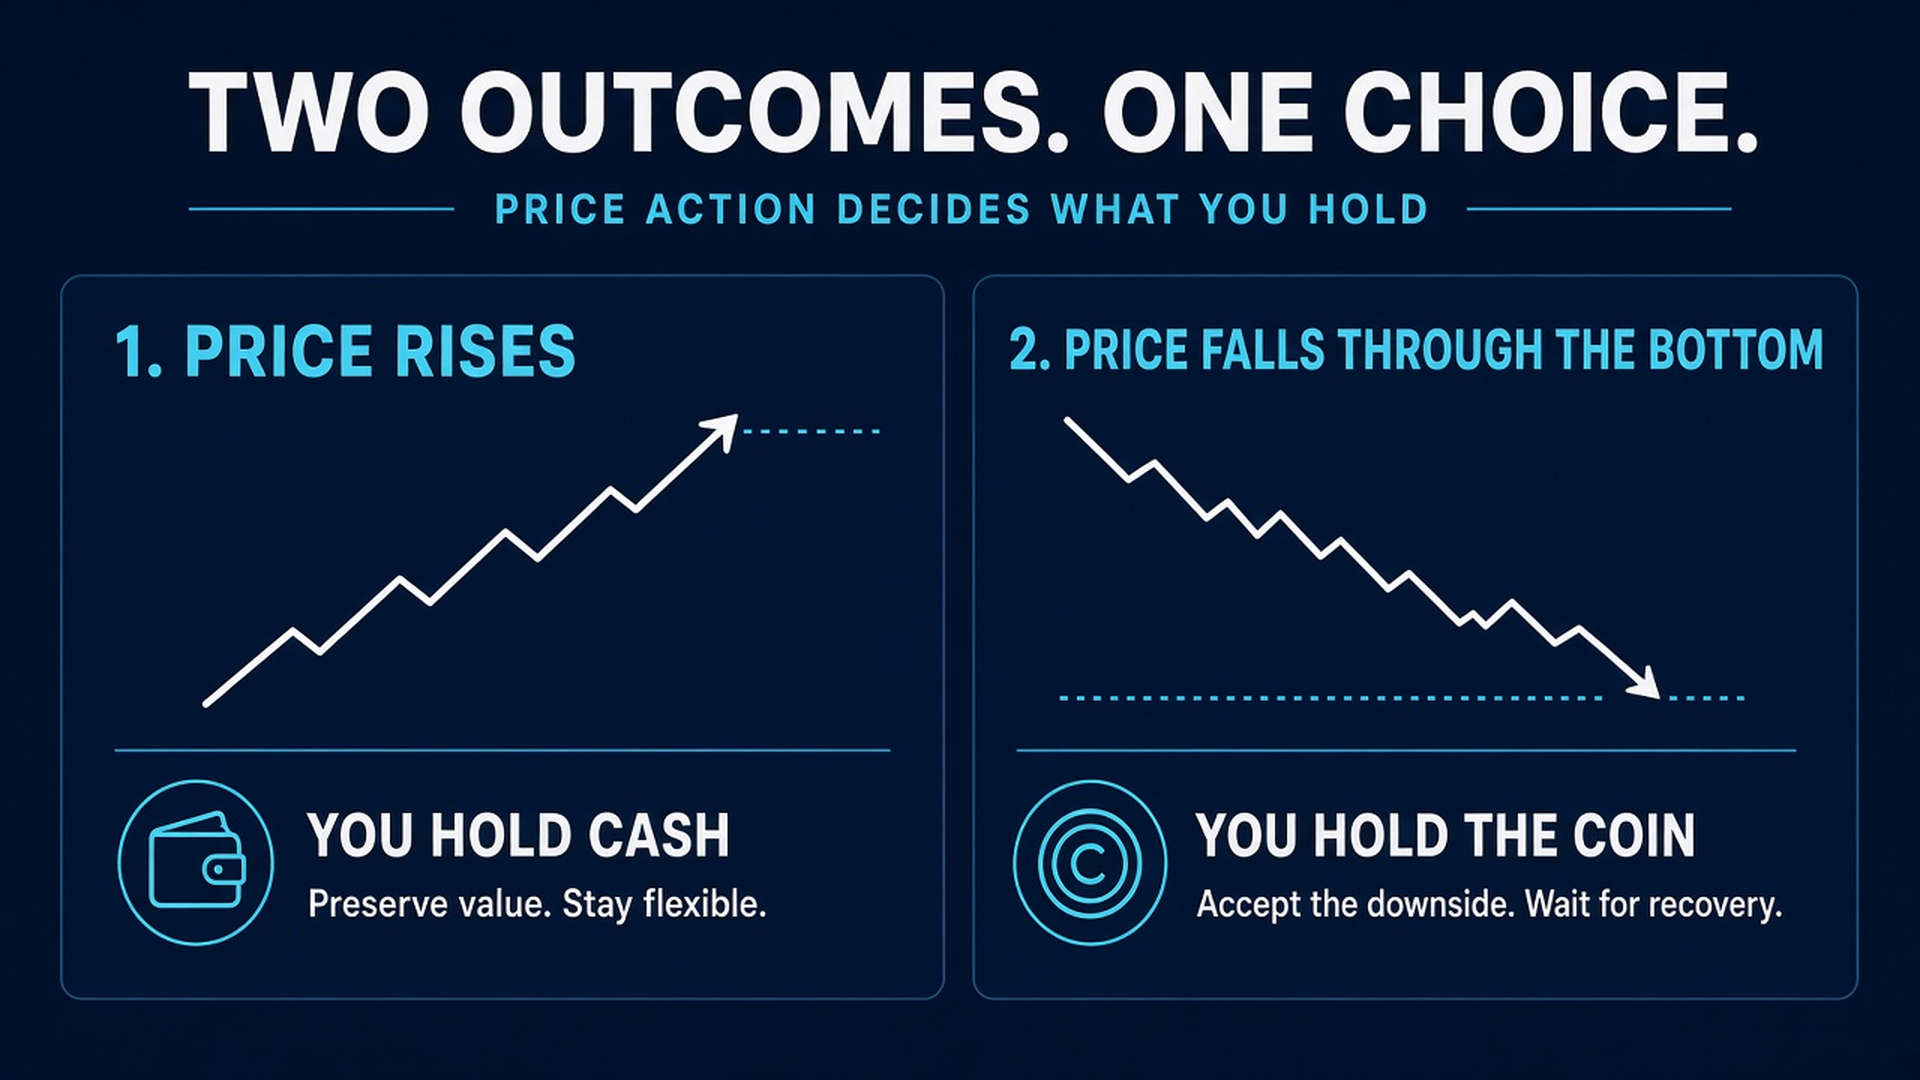 TWO OUTCOMES. ONE CHOICE.
PRICE ACTION DECIDES WHAT YOU HOLD
1. PRICE RISES
YOU HOLD CASH
Preserve value. Stay flexible.
2. PRICE FALLS THROUGH THE BOTTOM
C
YOU HOLD THE COIN
Accept the downside. Wait for recovery.